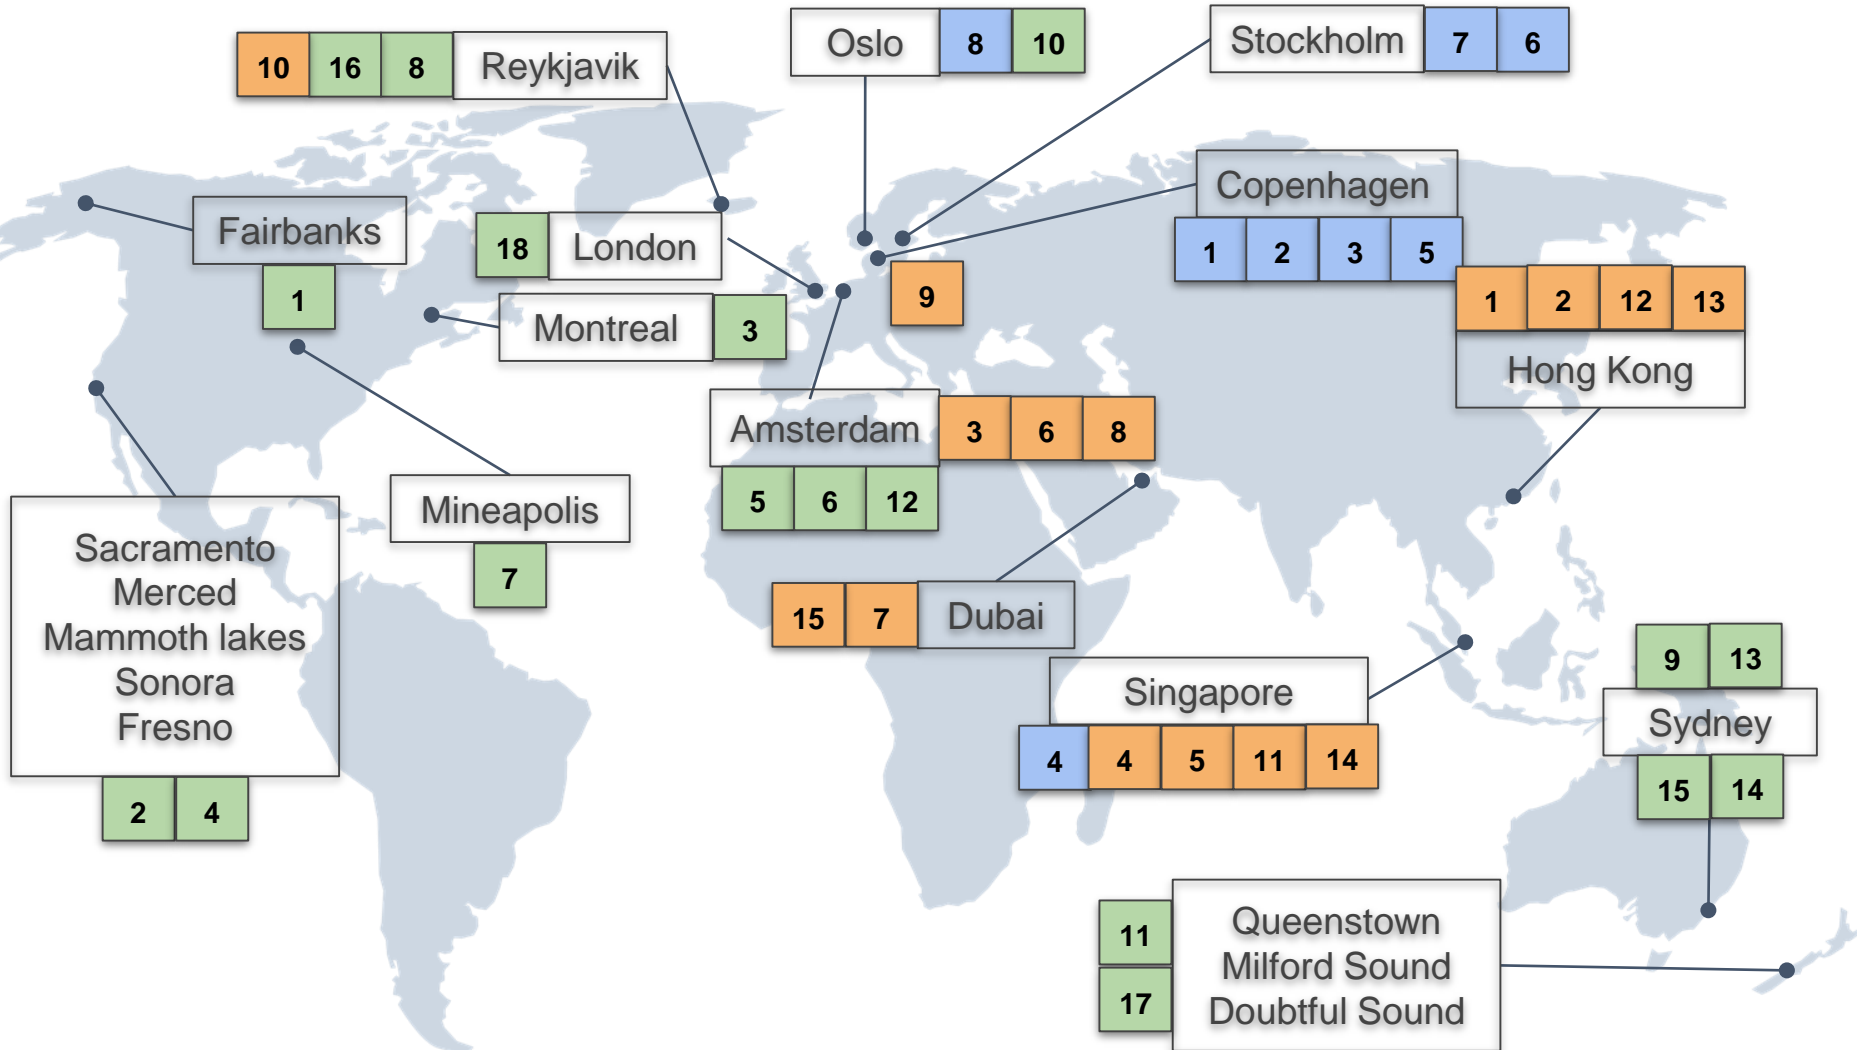 10 16 8 Reykjavik
Oslo 8 10
Stockholm 7 6
Fairbanks
1
18 London
Montreal 3
Copenhagen
1 2 3 5
9
1 2 12 13
Hong Kong
Amsterdam 3 6 8
5 6 12
Mineapolis
7
Sacramento
Merced
Mammoth lakes
Sonora
Fresno
2 4
15 7 Dubai
Singapore
4 4 5 11 14
9 13
Sydney
15 14
11
17
Queenstown
Milford Sound
Doubtful Sound